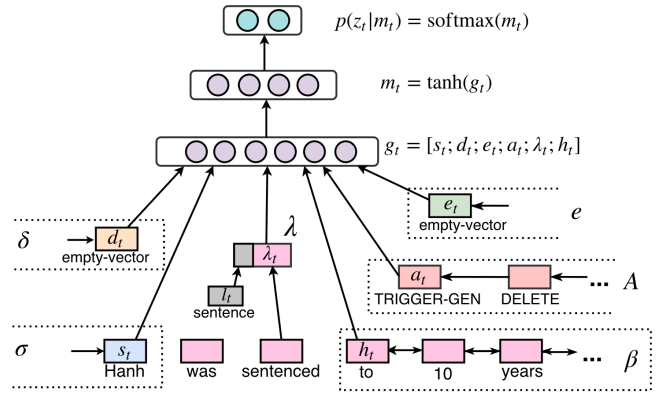 p(z_t|m_t) = softmax(m_t)
m_t = tanh(g_t)
g_t = [s_t; d_t; e_t; a_t; λ_t; h_t]
e_t
e
empty-vector
δ
d_t
empty-vector
λ
λ_t
a_t
... A
TRIGGER-GEN DELETE
l_t
sentence
σ
s_t
h_t
... β
Hanh was sentenced to 10 years